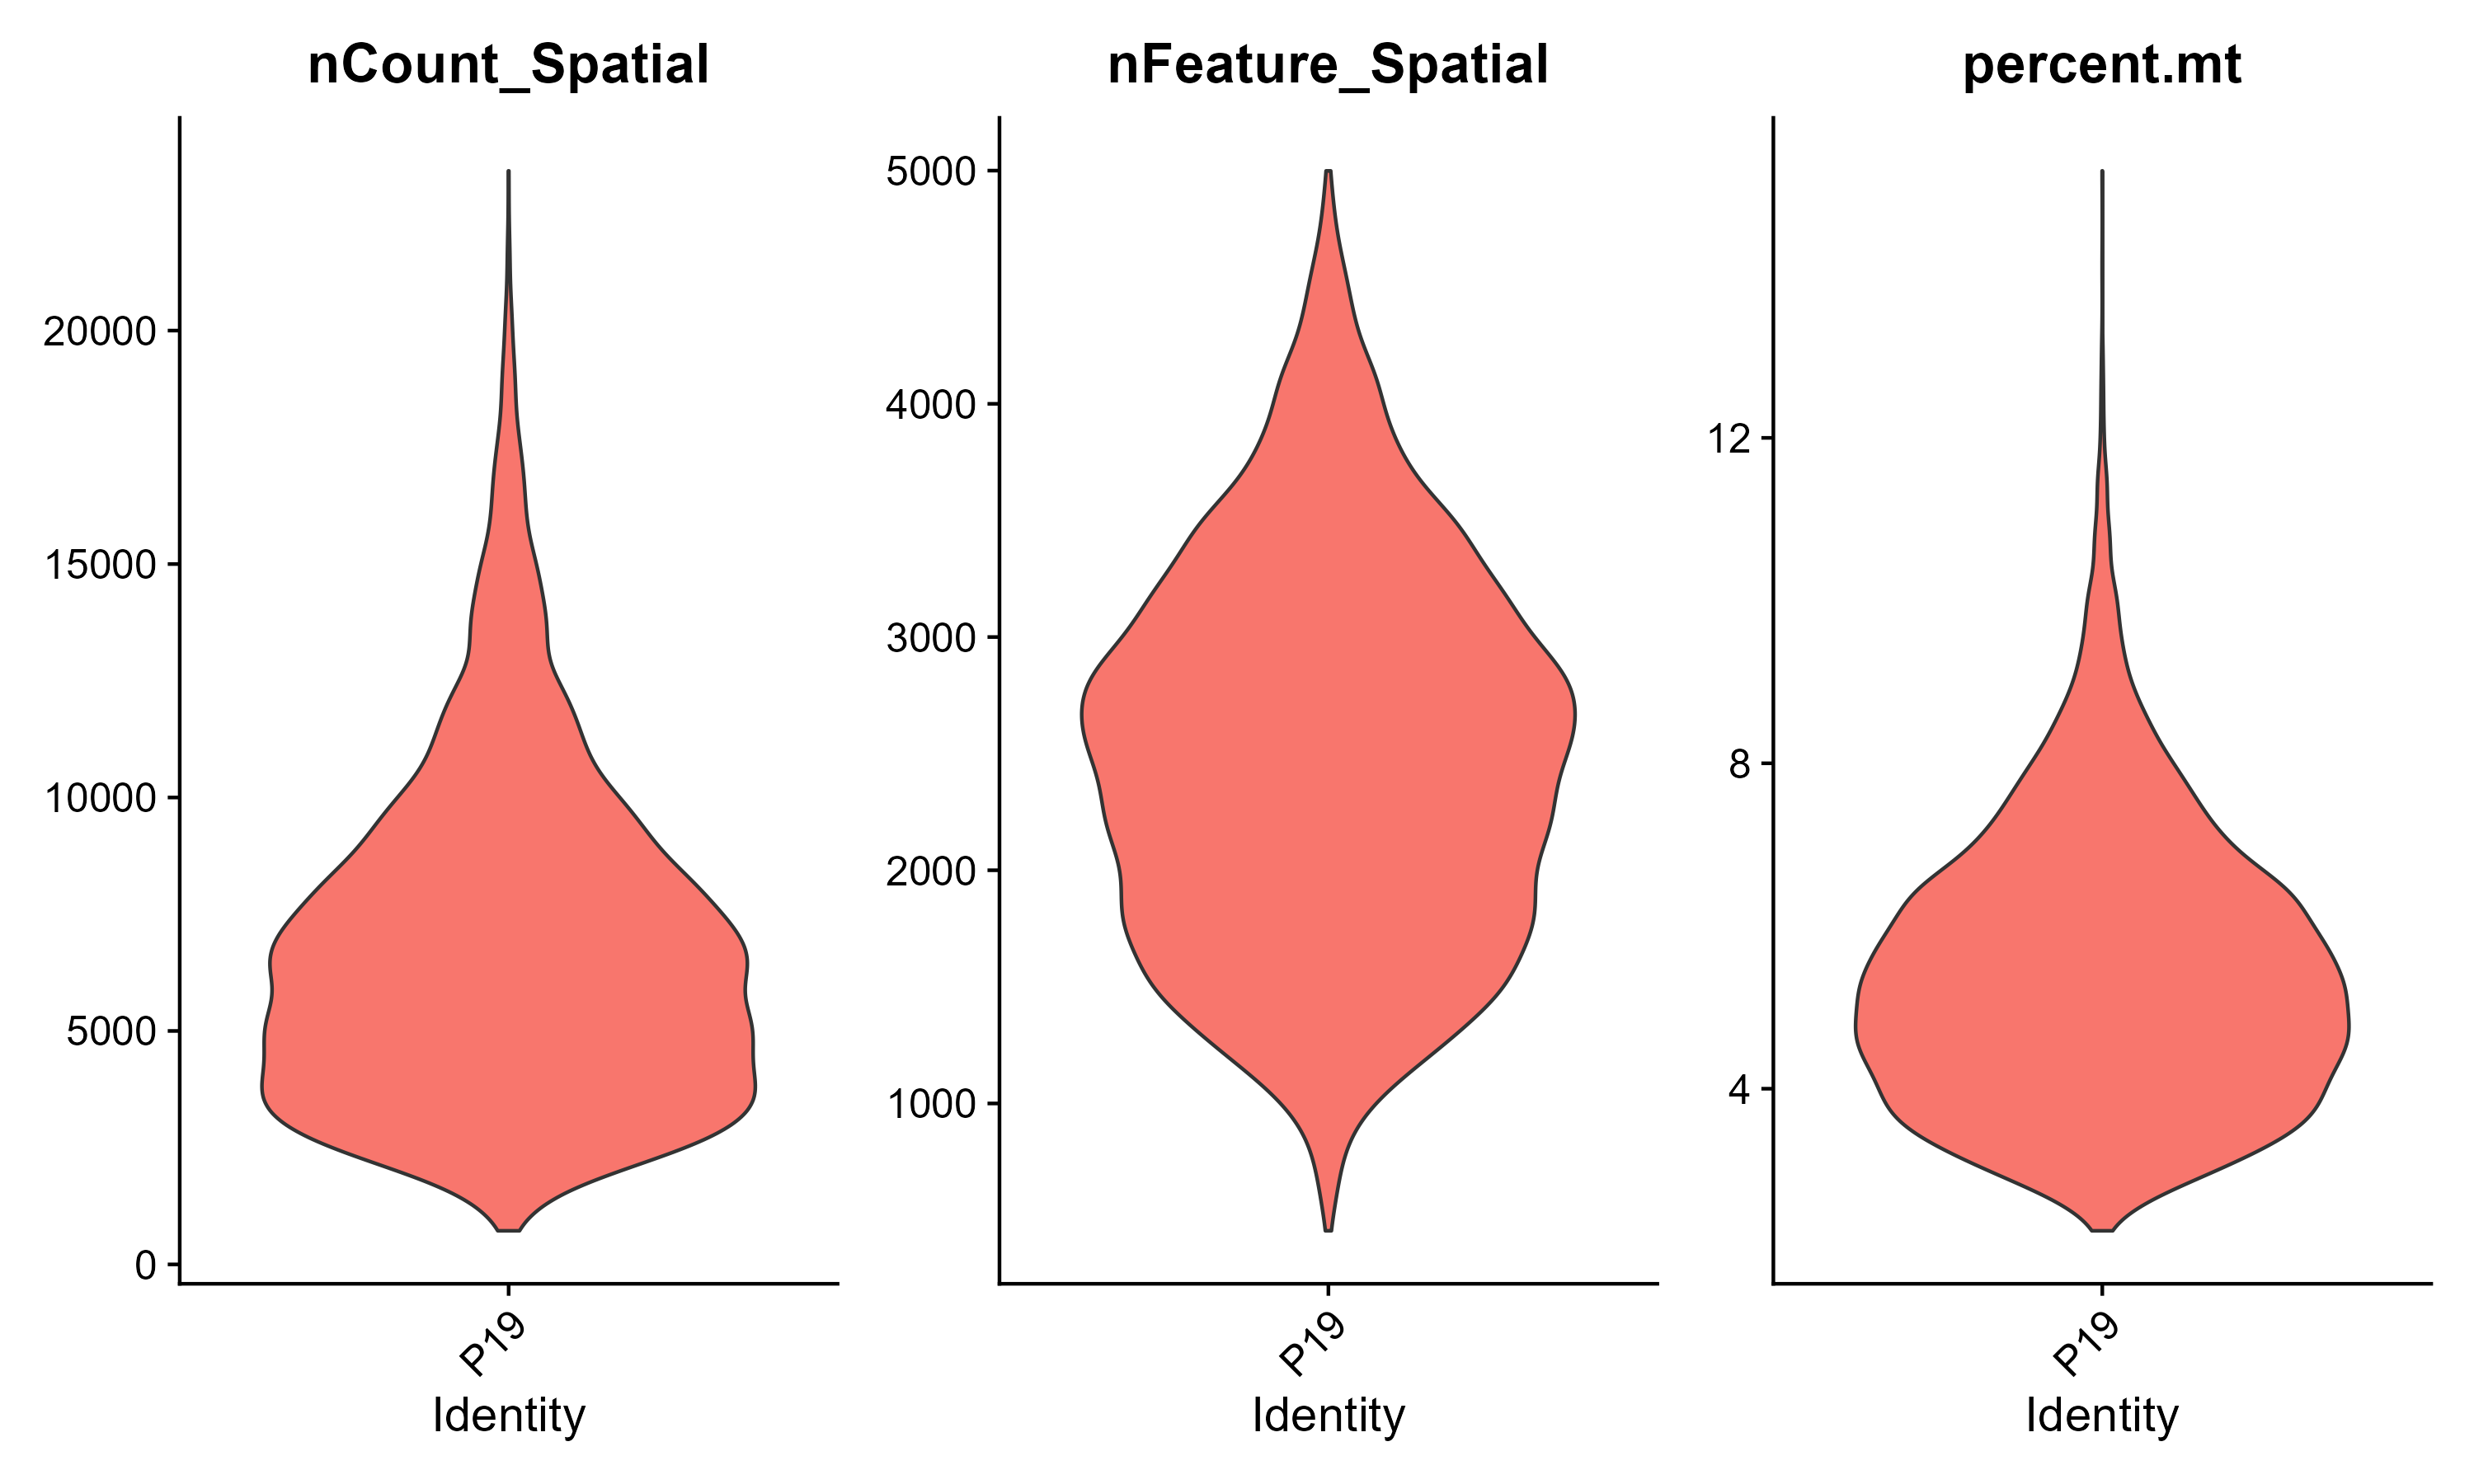 nCount_Spatial
20000
15000
10000
5000
0
P19
Identity
nFeature_Spatial
5000
4000
3000
2000
1000
P19
Identity
percent.mt
12
8
4
P19
Identity